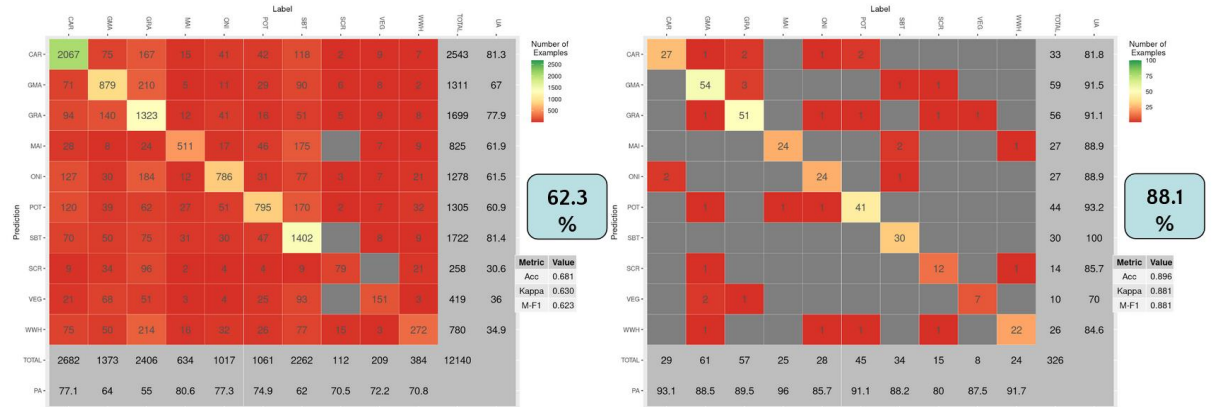 Label
CAR GMA GRA MAI ONI POT SBT SCR VEG WWH TOTAL UA
CAR 2067 75 167 15 41 42 118 2 9 7 2543 81.3
GMA 71 879 210 5 11 29 90 8 8 2 1311 67
GRA 94 140 1323 12 41 16 51 5 9 8 1699 77.9
MAI 28 8 24 511 17 46 175 7 9 825 61.9
ONI 127 30 184 12 786 31 77 3 7 21 1278 61.5
POT 120 39 62 27 51 795 170 2 7 32 1305 60.9
SBT 70 50 75 31 30 47 1402 8 9 1722 81.4
SCR 9 34 96 2 4 4 9 79 21 258 30.6
VEG 21 68 51 3 4 25 93 151 3 419 36
WWH 75 50 214 16 32 26 77 15 3 272 780 34.9
TOTAL 2682 1373 2406 634 1017 1061 2262 112 209 384 12140
PA 77.1 64 55 80.6 77.3 74.9 62 70.5 72.2 70.8
Prediction
Number of
Examples
2500
2000
1500
1000
500
62.3
%
Metric Value
Acc 0.681
Kappa 0.630
M-F1 0.623
Label
CAR GMA GRA MAI ONI POT SBT SCR VEG WWH TOTAL UA
CAR 27 1 2 1 2 33 81.8
GMA 54 3 1 1 59 91.5
GRA 1 51 1 1 1 1 56 91.1
MAI 24 2 1 27 88.9
ONI 2 24 1 27 88.9
POT 1 1 1 41 44 93.2
SBT 30 30 100
SCR 1 12 1 14 85.7
VEG 2 1 7 10 70
WWH 1 1 1 1 22 26 84.6
TOTAL 29 61 57 25 28 45 34 15 8 24 326
PA 93.1 88.5 89.5 96 85.7 91.1 88.2 80 87.5 91.7
Prediction
Number of
Examples
100
75
50
25
88.1
%
Metric Value
Acc 0.896
Kappa 0.881
M-F1 0.881